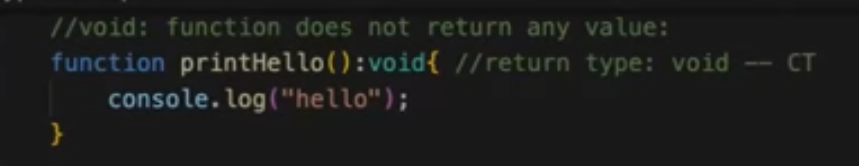 //void: function does not return any value:
function printHello():void{ //return type: void -- CT
console.log("hello");
}